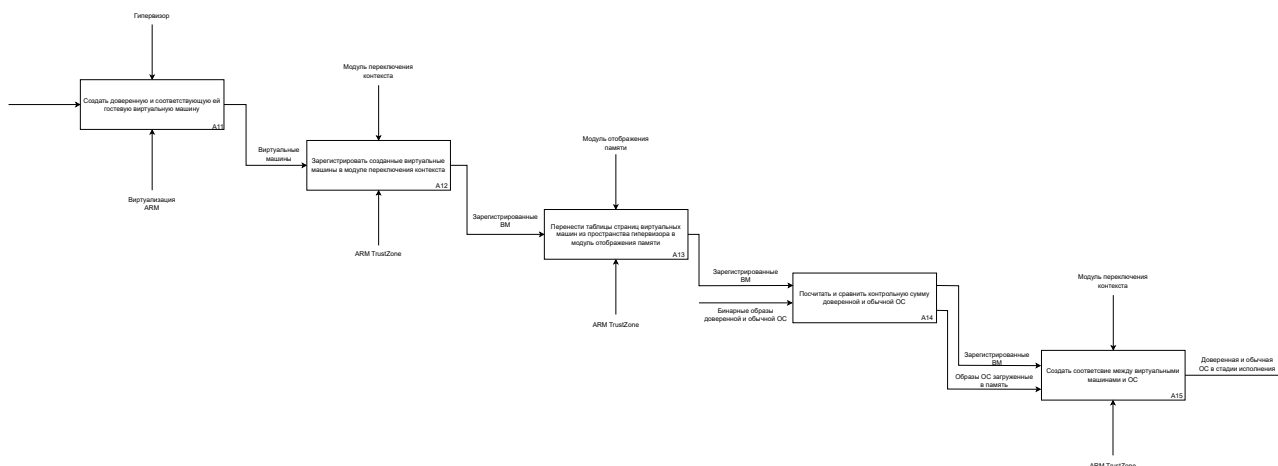 Гипервизор
Создать доверенную и соответствующую ей
гостевую виртуальную машину
A11
Виртуализация
ARM
Виртуальные
машины
Модуль переключения
контекста
Зарегистрировать созданные виртуальные
машины в модуле переключения контекста
A12
ARM TrustZone
Зарегистрированные
ВМ
Модуль отображения
памяти
Перенести таблицы страниц виртуальных
машин из пространства гипервизора в
модуль отображения памяти
A13
ARM TrustZone
Зарегистрированные
ВМ
Бинарные образы
доверенной и обычной ОС
Посчитать и сравнить контрольную сумму
доверенной и обычной ОС
A14
Зарегистрированные
ВМ
Образы ОС загруженные
в память
Модуль переключения
контекста
Создать соответсвие между виртуальными
машинами и ОС
A15
ARM TrustZone
Доверенная и обычная
ОС в стадии исполнения